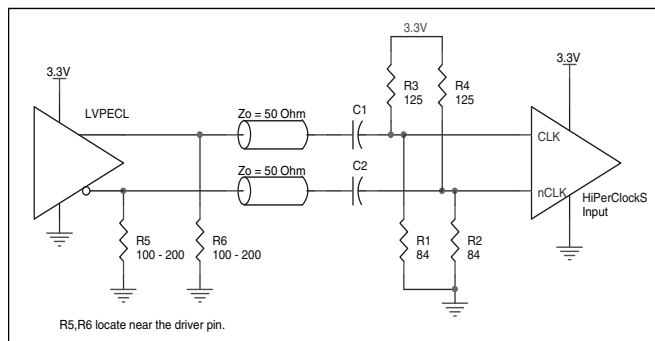 3.3V
3.3V
3.3V
R3
125
R4
125
LVPECL
Zo = 50 Ohm
C1
CLK
Zo = 50 Ohm
C2
nCLK
HiPerClockS
Input
R5
100 - 200
R6
100 - 200
R1
84
R2
84
R5,R6 locate near the driver pin.